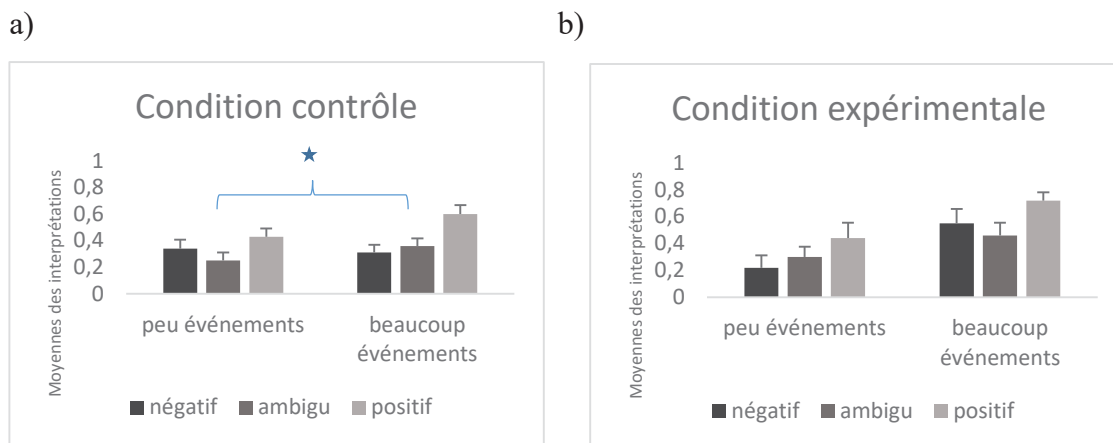 a)
Condition contrôle
Moyennes des interprétations
1
0,8
0,6
0,4
0,2
0
peu événements
beaucoup
événements
négatif ambigu positif
b)
Condition expérimentale
Moyennes des interprétations
1
0,8
0,6
0,4
0,2
0
peu événements
beaucoup
événements
négatif ambigu positif